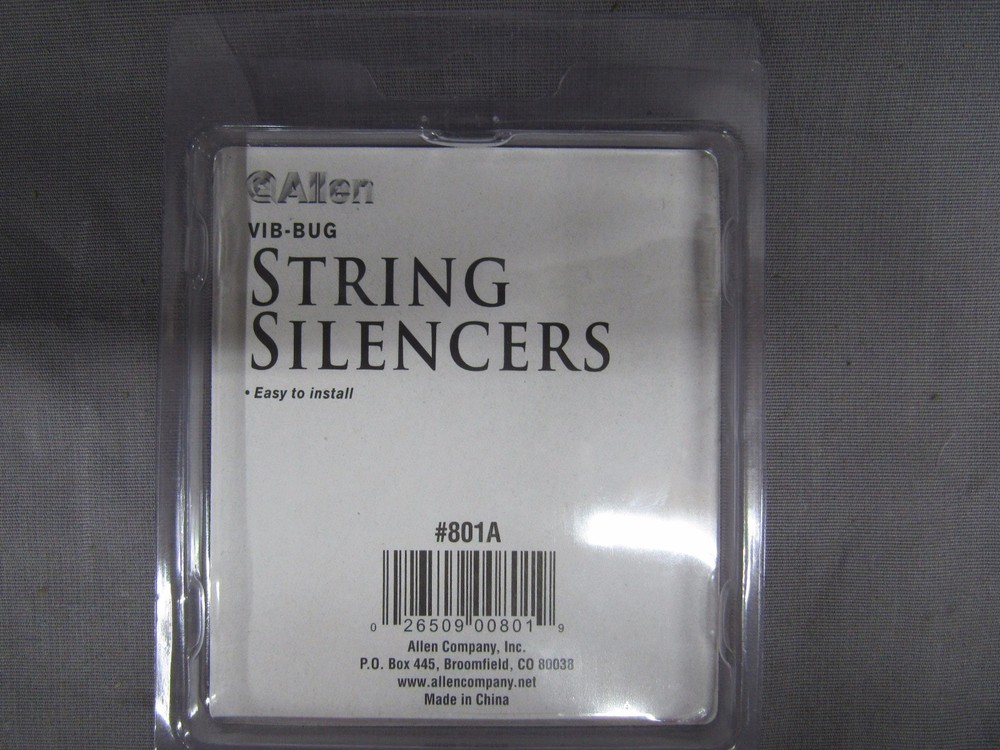 Allen
VIB-BUG
STRING
SILENCERS
• Easy to install
#801A
0 26509 00801 9
Allen Company, Inc.
P.O. Box 445, Broomfield, CO 80038
www.allencompany.net
Made in China